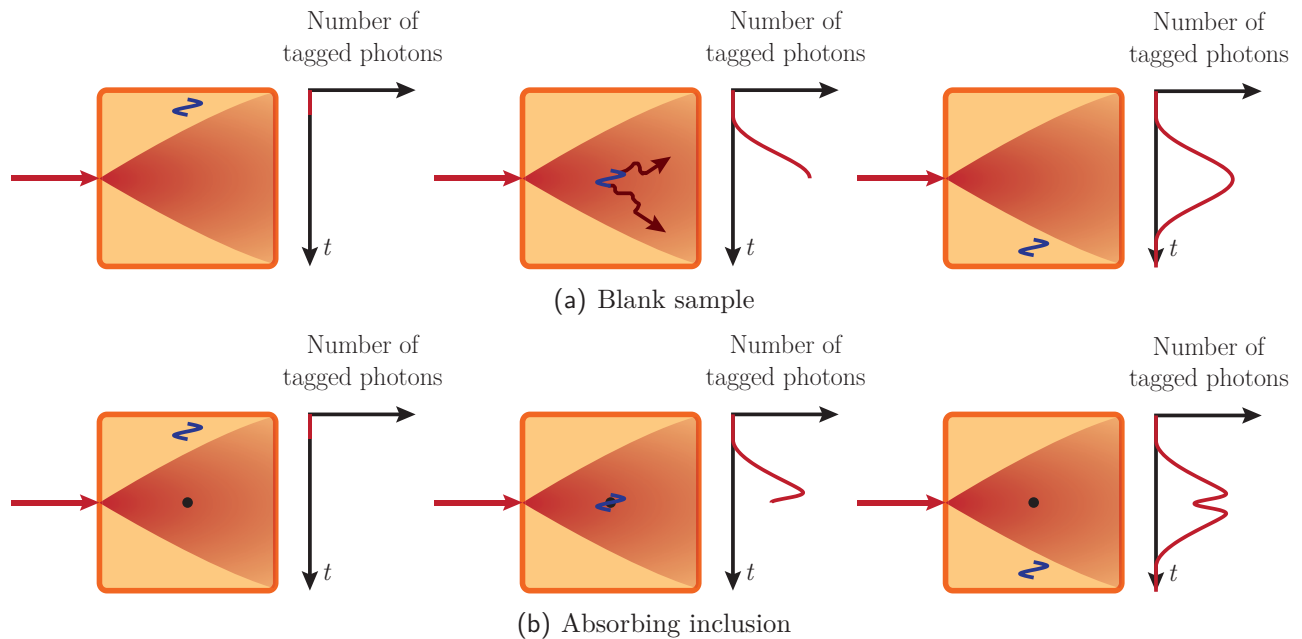 Number of
tagged photons
Number of
tagged photons
Number of
tagged photons
t
t
t
(a) Blank sample
Number of
tagged photons
Number of
tagged photons
Number of
tagged photons
t
t
t
(b) Absorbing inclusion